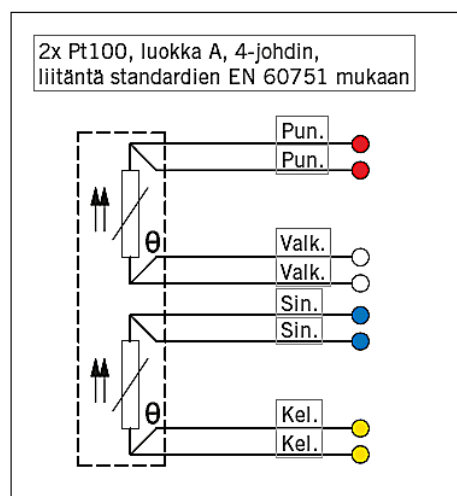 2x Pt100, luokka A, 4-johdin,
liitäntä standardien EN 60751 mukaan
Pun.
Pun.
θ
Valk.
Valk.
Sin.
Sin.
θ
Kel.
Kel.